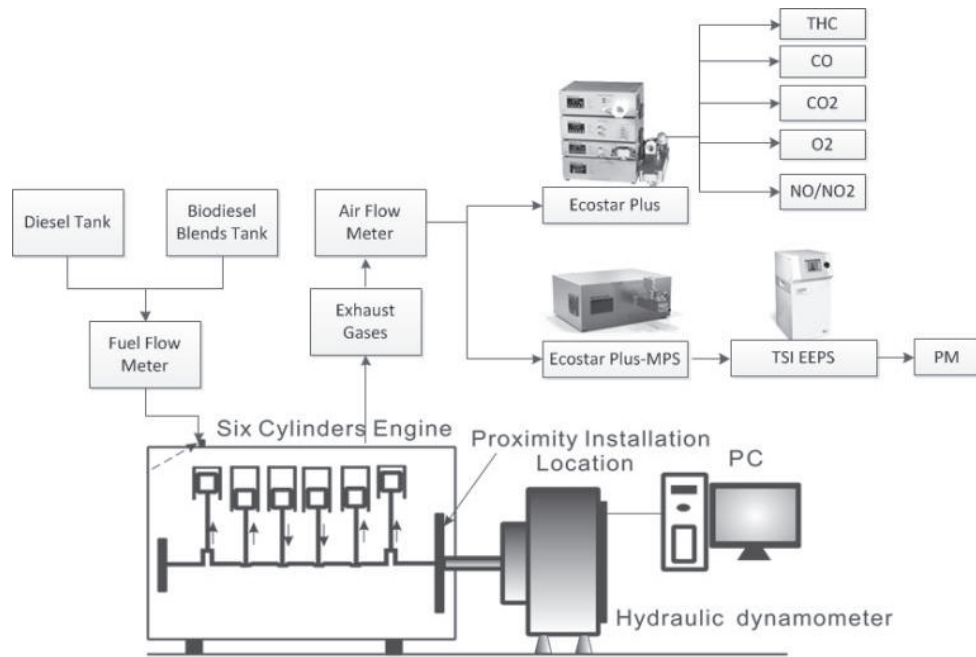 THC
CO
CO2
O2
NO/NO2
Ecostar Plus
Diesel Tank
Biodiesel
Blends Tank
Air Flow
Meter
Exhaust
Gases
Fuel Flow
Meter
Ecostar Plus-MPS
TSI EEPS
PM
Six Cylinders Engine
Proximity Installation
Location
PC
Hydraulic dynamometer